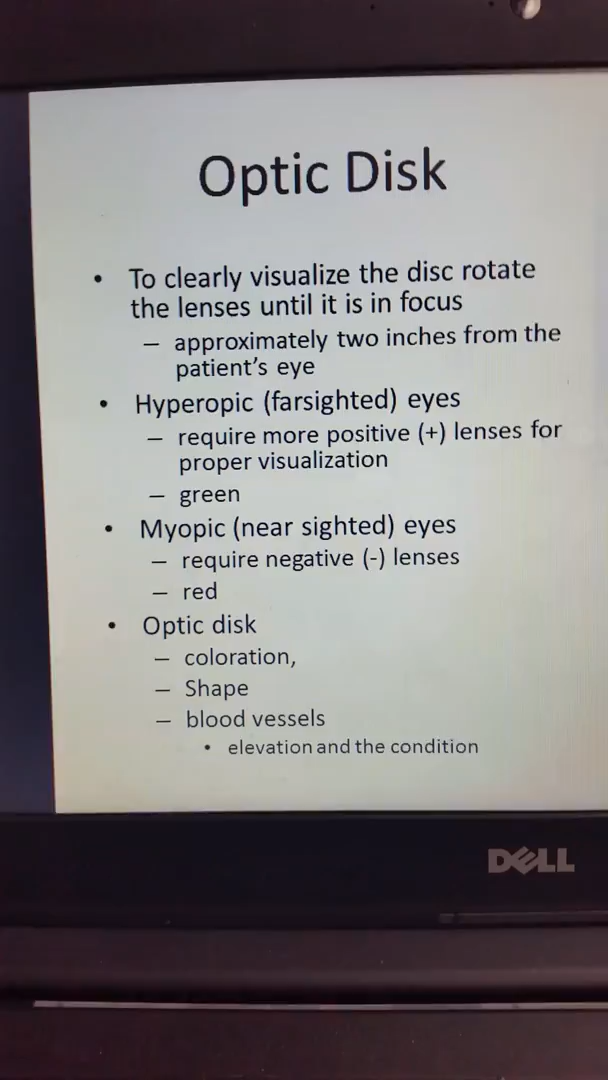 Optic Disk
• To clearly visualize the disc rotate
the lenses until it is in focus
– approximately two inches from the
patient's eye
• Hyperopic (farsighted) eyes
– require more positive (+) lenses for
proper visualization
– green
• Myopic (near sighted) eyes
– require negative (-) lenses
– red
• Optic disk
– coloration,
– Shape
– blood vessels
• elevation and the condition
DELL